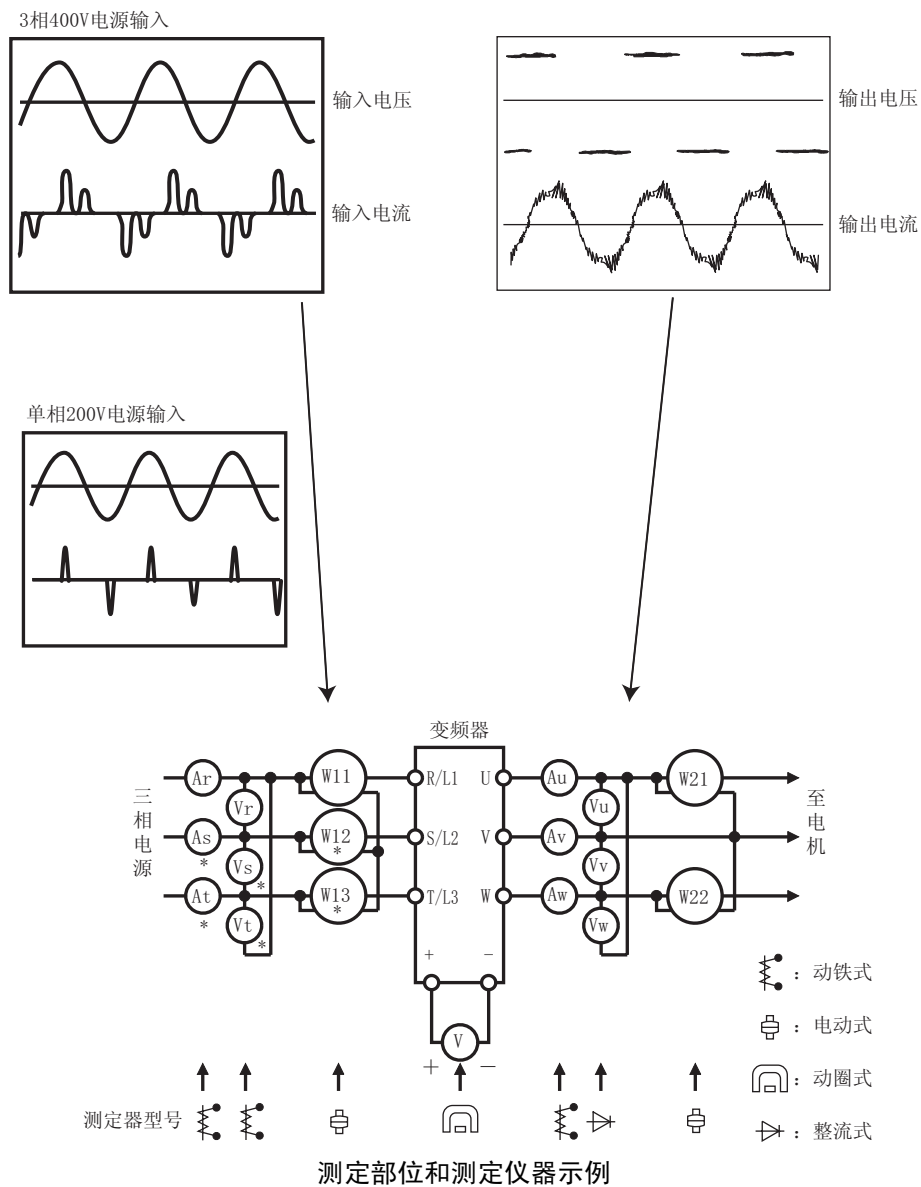 3相400V电源输入
输入电压
输入电流
输出电压
输出电流
单相200V电源输入
变频器
三相电源
Ar
Vr
As
*
Vs
*
At
*
Vt
*
W11
W12
*
W13
*
R/L1
S/L2
T/L3
U
V
W
+
−
V
+
−
Au
Vu
Av
Vv
Aw
Vw
W21
W22
至电机
：动铁式
：电动式
：动圈式
：整流式
测定器型号
测定部位和测定仪器示例